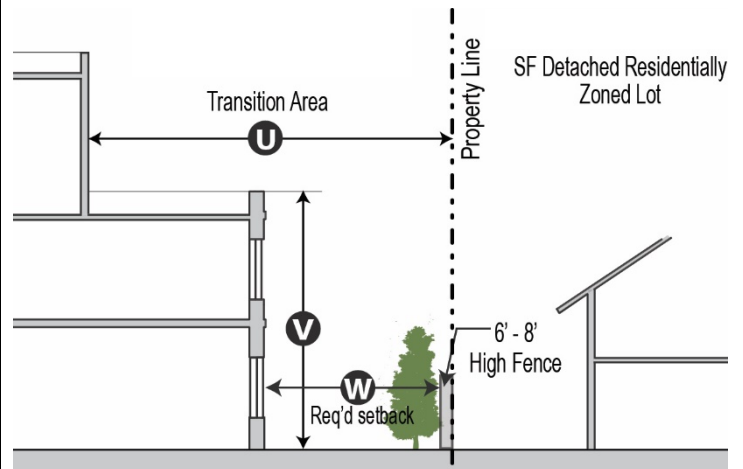 SF Detached Residentially
Zoned Lot
Property Line
Transition Area
U
V
6' - 8'
High Fence
W
Req'd setback